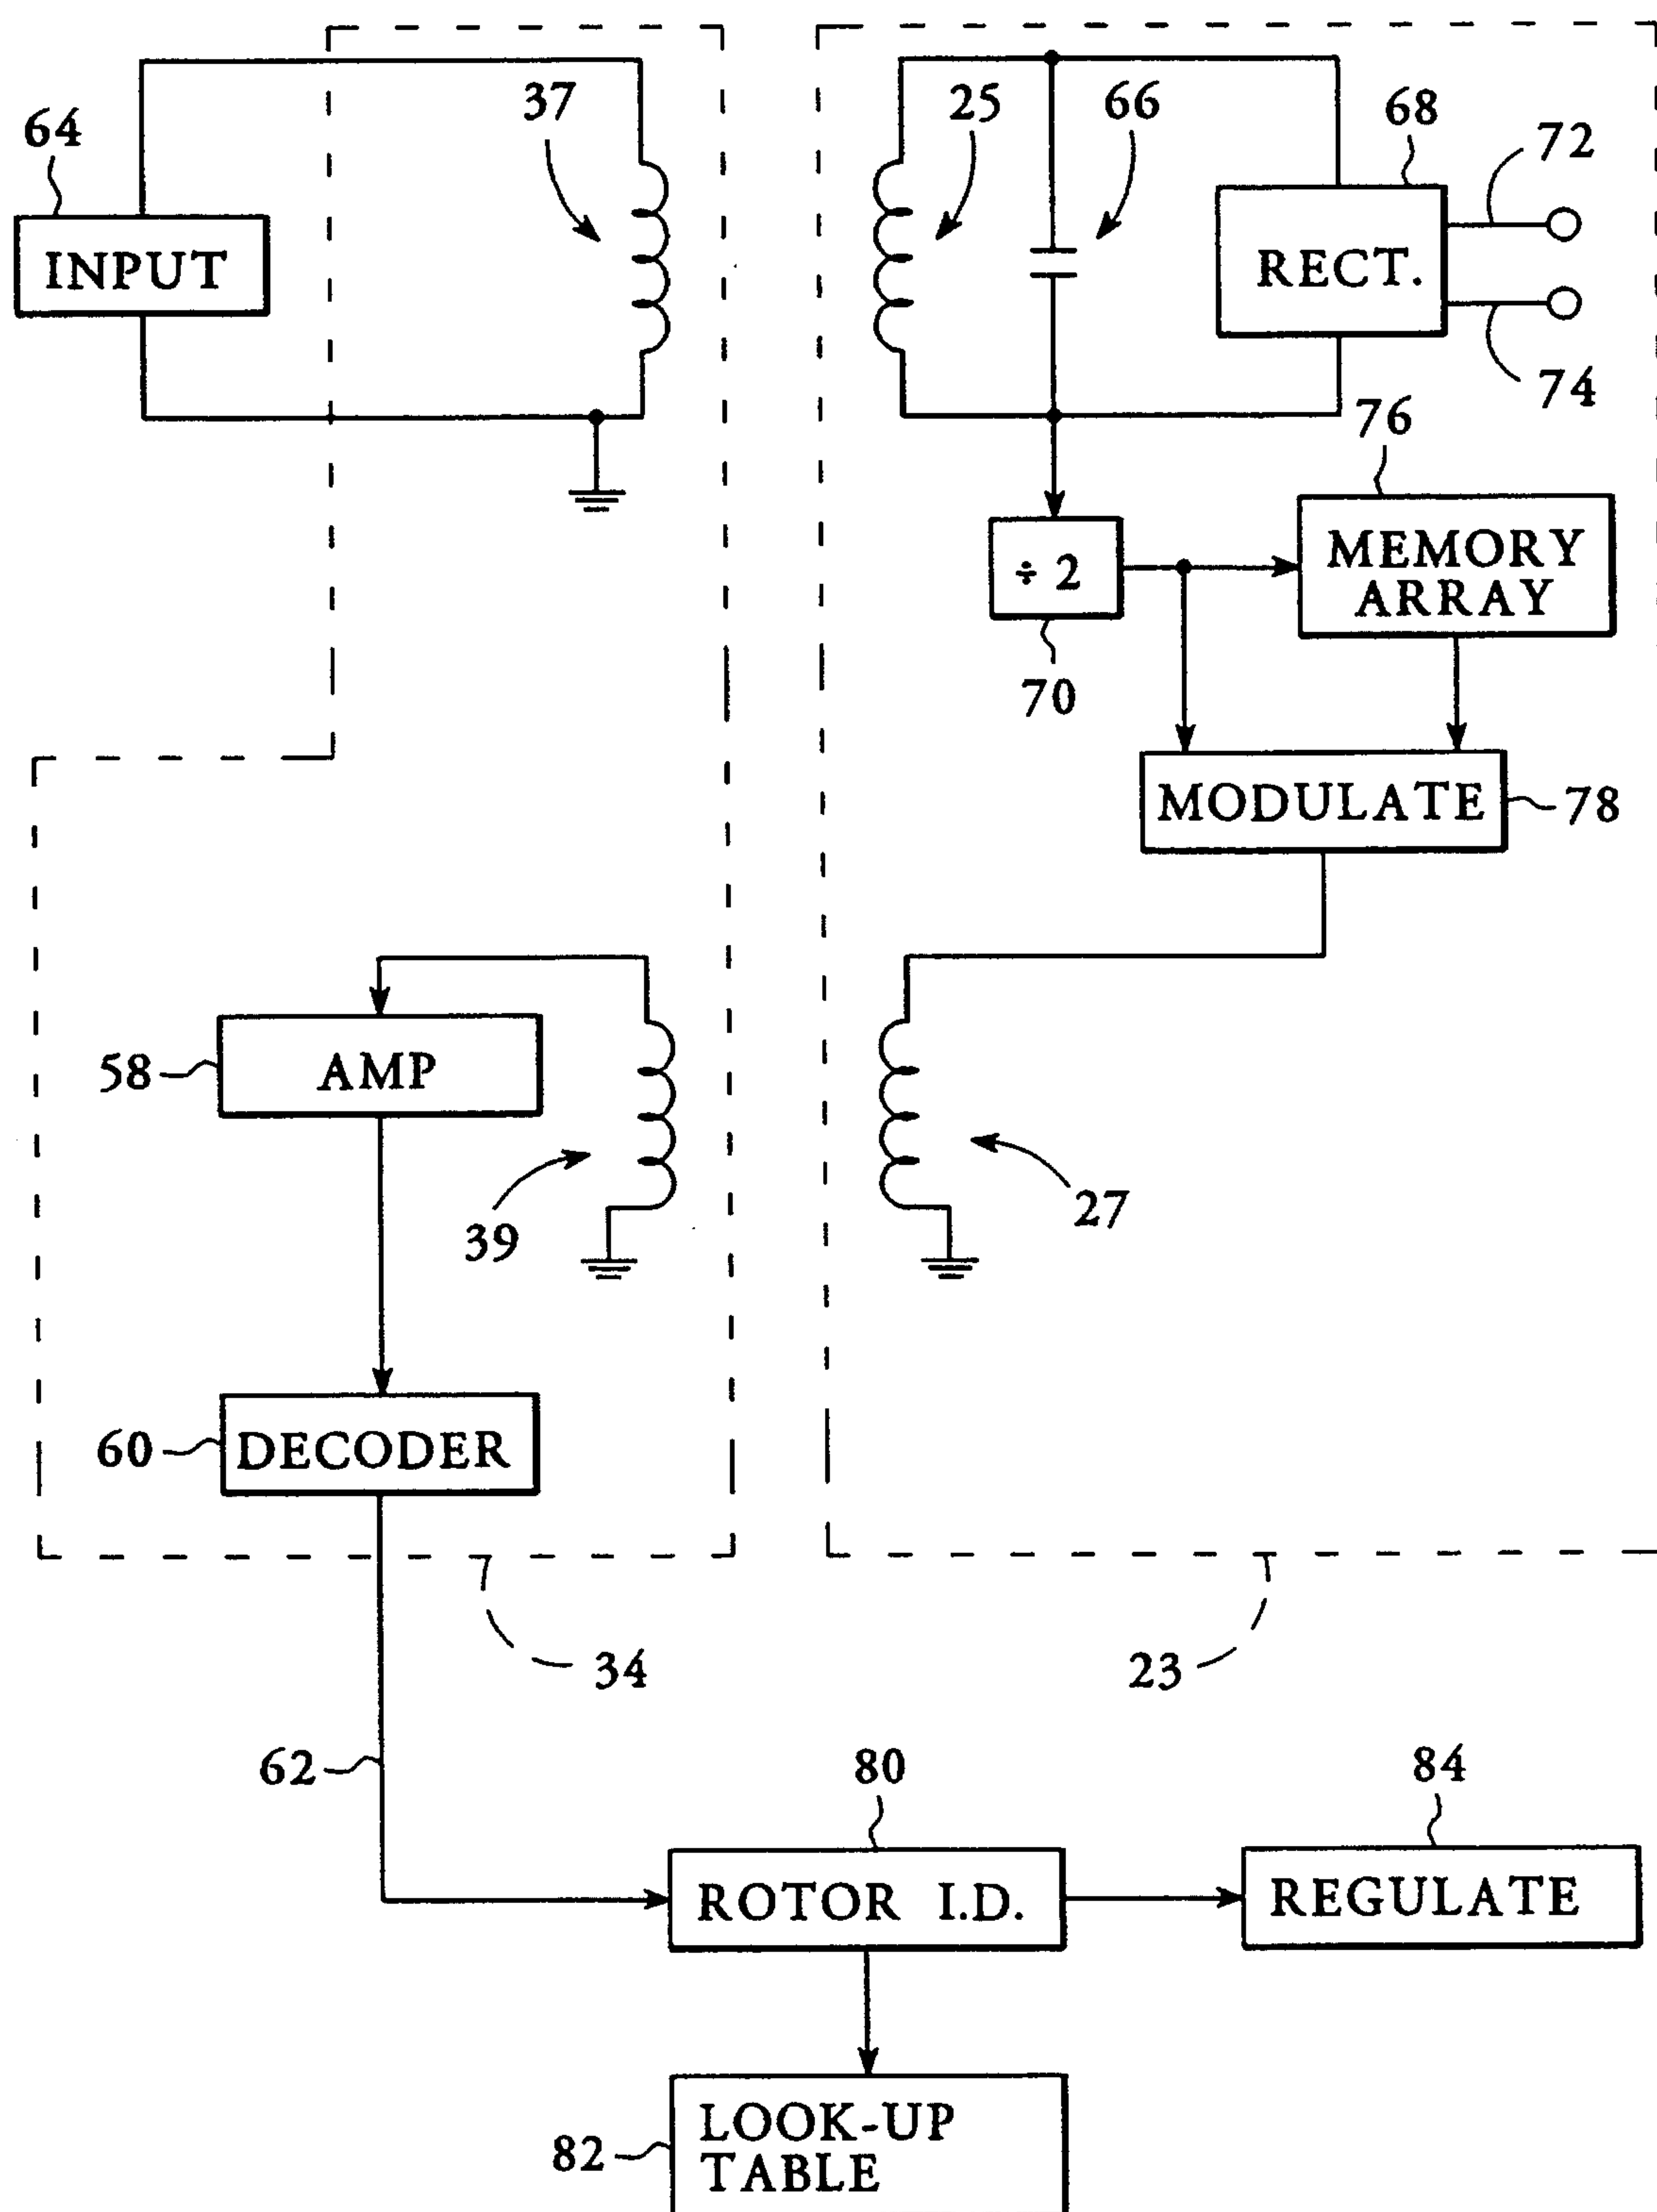 37
25
66
68
72
64
INPUT
RECT.
74
76
MEMORY
ARRAY
÷ 2
70
MODULATE
78
58
AMP
39
27
60
DECODER
34
23
62
80
84
ROTOR I.D.
REGULATE
82
LOOK-UP
TABLE